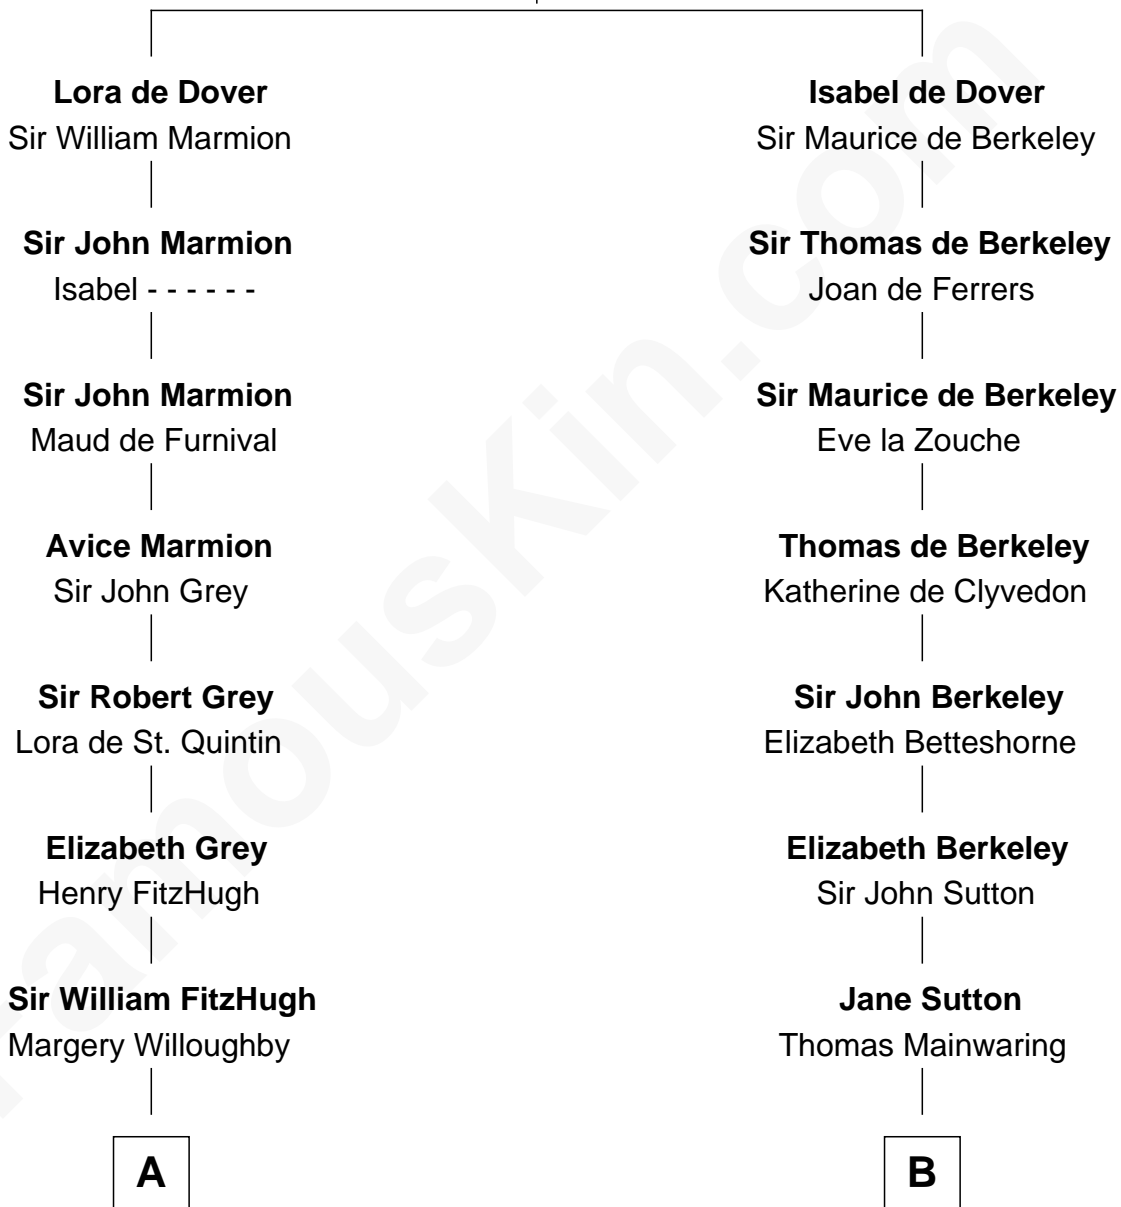 Lora de Dover
Sir William Marmion
Isabel de Dover
Sir Maurice de Berkeley
Sir John Marmion
Isabel - - - - - -
Sir Thomas de Berkeley
Joan de Ferrers
Sir John Marmion
Maud de Furnival
Sir Maurice de Berkeley
Eve la Zouche
Avice Marmion
Sir John Grey
Thomas de Berkeley
Katherine de Clyvedon
Sir Robert Grey
Lora de St. Quintin
Sir John Berkeley
Elizabeth Betteshorne
Elizabeth Grey
Henry FitzHugh
Elizabeth Berkeley
Sir John Sutton
Sir William FitzHugh
Margery Willoughby
Jane Sutton
Thomas Mainwaring
A
B
FamousKin.com